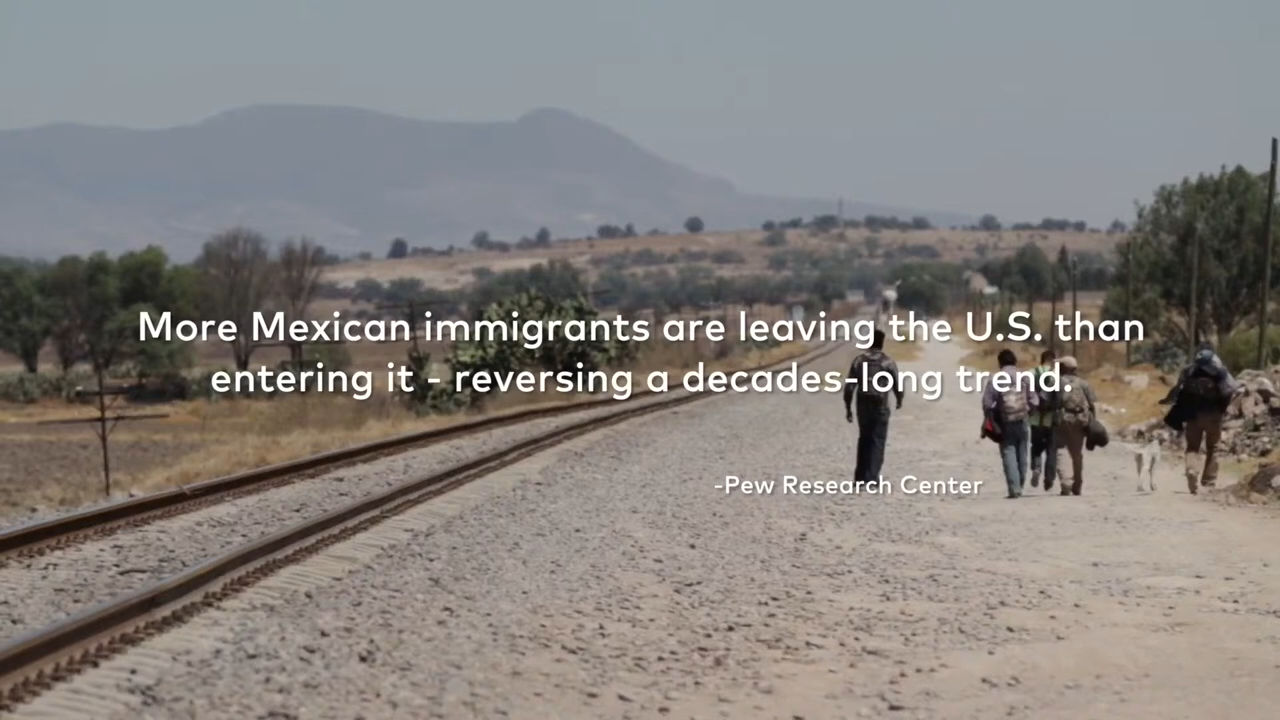 More Mexican immigrants are leaving the U.S. than
entering it - reversing a decades-long trend.
-Pew Research Center